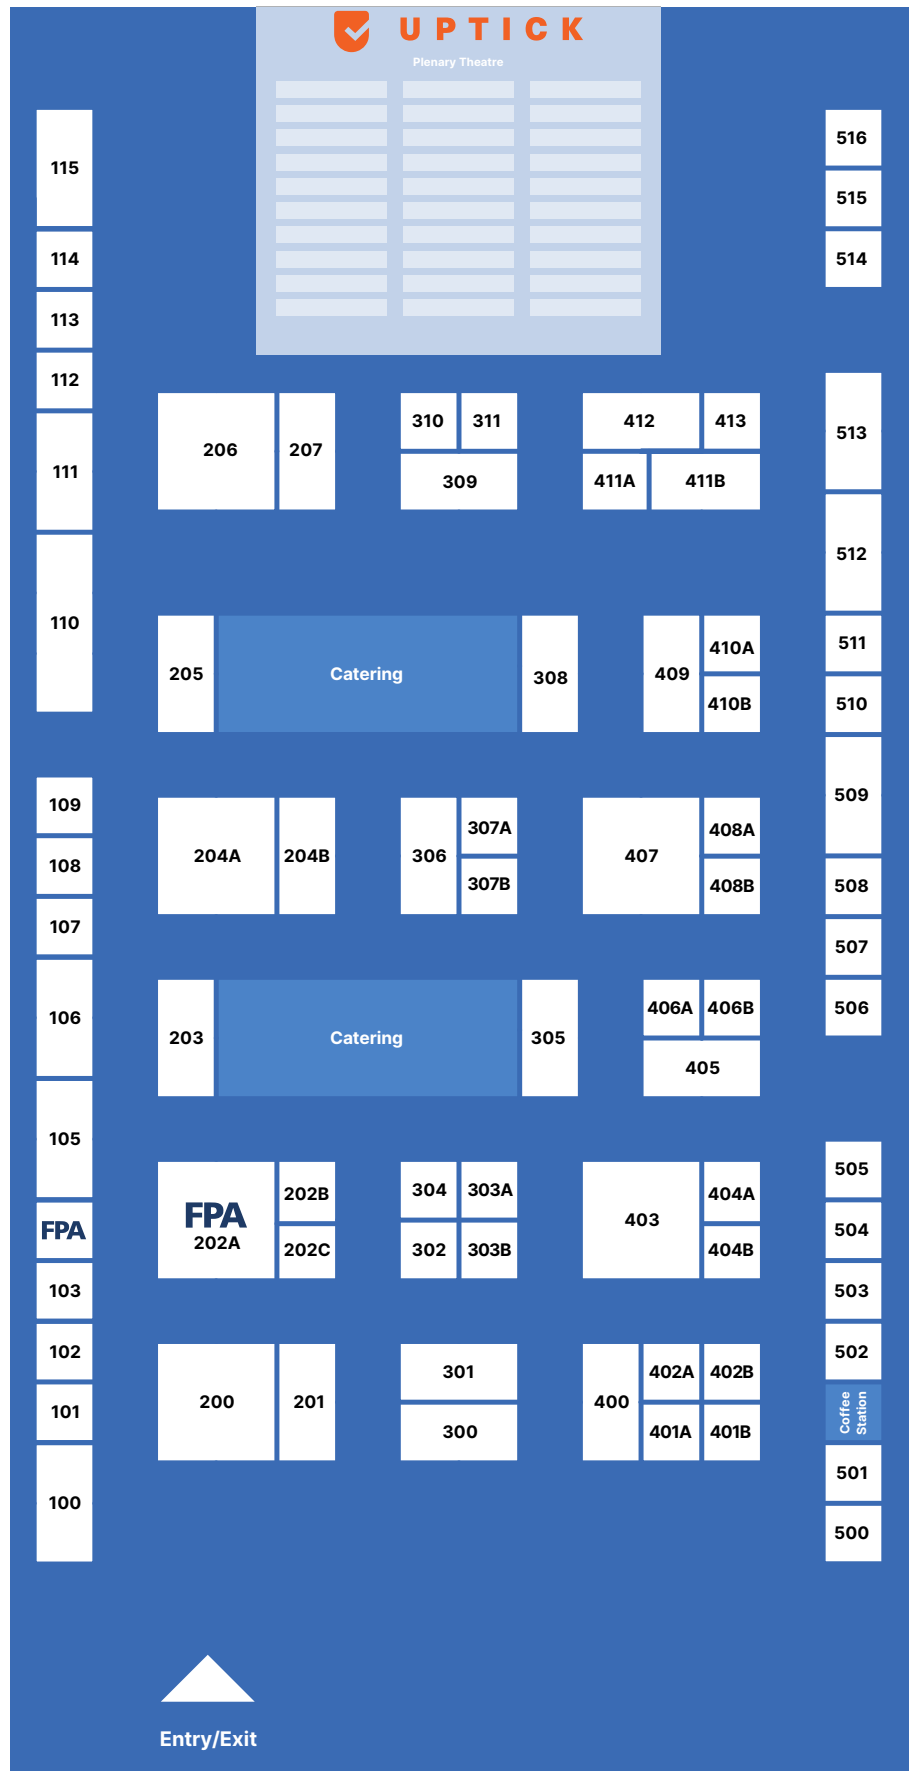 UPTICK
Plenary Theatre
115
114
113
112
111
110
109
108
107
106
105
FPA
103
102
101
100
206
207
310
311
309
412
413
411A
411B
205
Catering
308
409
410A
410B
204A
204B
306
307A
307B
407
408A
408B
203
Catering
305
406A
406B
405
FPA
202A
202B
202C
304
303A
302
303B
403
404A
404B
200
201
301
300
400
402A
402B
401A
401B
516
515
514
513
512
511
510
509
508
507
506
505
504
503
502
Coffee
Station
501
500
Entry/Exit